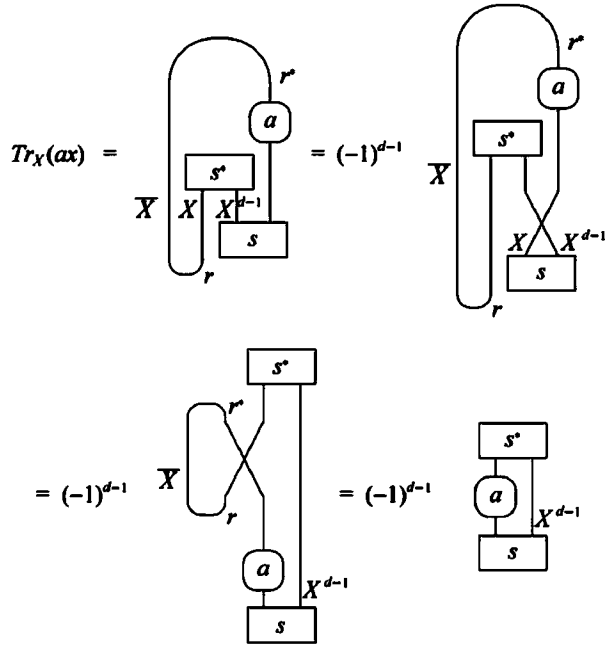 r* r*
a a
Tr_X(ax) = s* = (-1)^{d-1} s*
X̅ X X^{d-1} X̅ X X^{d-1}
s s
r r
s*
r* s*
= (-1)^{d-1} X̅ = (-1)^{d-1} a
r X^{d-1}
a X^{d-1} s
s